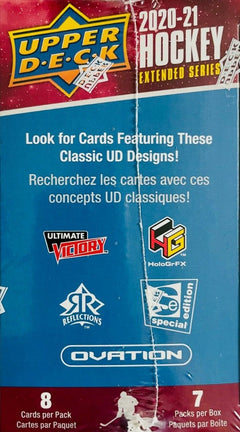 UPPER
D·E·C·K
2020-21
HOCKEY
EXTENDED SERIES
Look for Cards Featuring These
Classic UD Designs!
Recherchez les cartes avec ces
concepts UD classiques!
ULTIMATE
VICTORY
HG
HoloGrFX
RR
REFLECTIONS
special edition
OVATION
8
Cards per Pack
Cartes par Paquet
7
Packs per Box
Paquets par Boîte